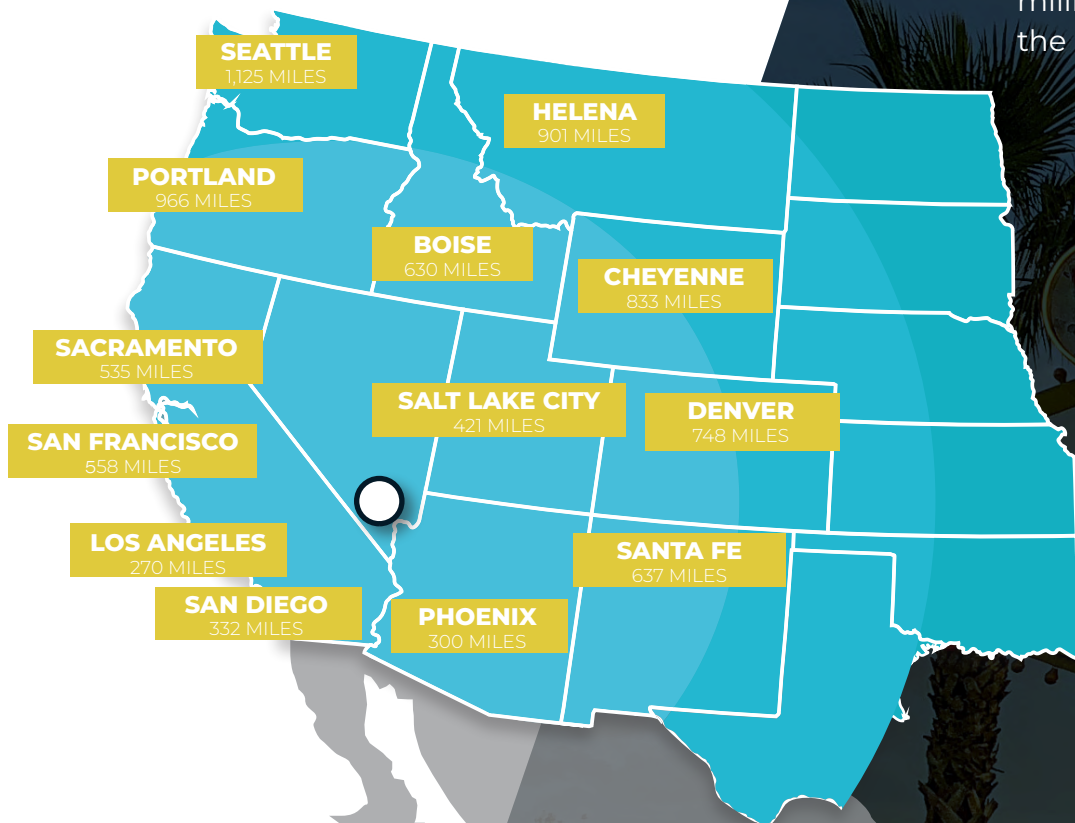 the
SEATTLE
1,125 MILES
HELENA
901 MILES
PORTLAND
966 MILES
BOISE
630 MILES
CHEYENNE
833 MILES
SACRAMENTO
535 MILES
SALT LAKE CITY
421 MILES
DENVER
748 MILES
SAN FRANCISCO
558 MILES
LOS ANGELES
270 MILES
SANTA FE
637 MILES
SAN DIEGO
332 MILES
PHOENIX
300 MILES